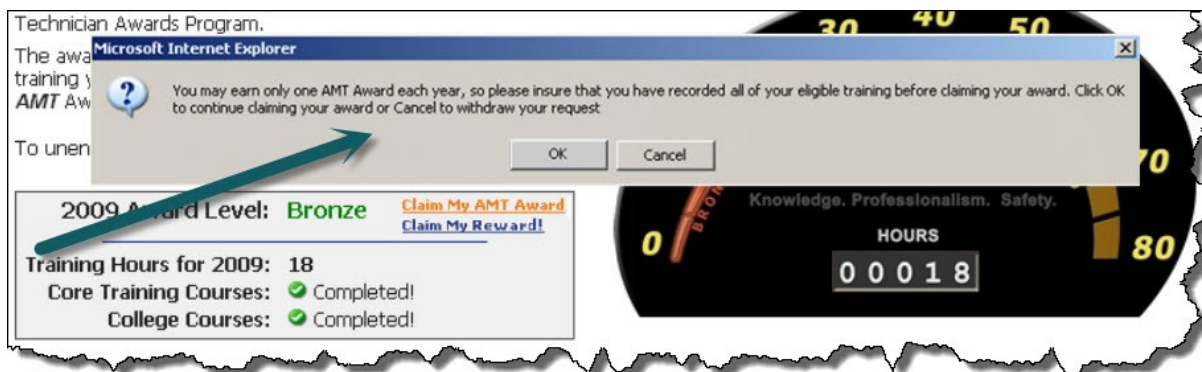 Technician Awards Program.
The awa
training y
AMT Aw
To unen
Microsoft Internet Explorer
You may earn only one AMT Award each year, so please insure that you have recorded all of your eligible training before claiming your award. Click OK
to continue claiming your award or Cancel to withdraw your request
OK Cancel
2009 Award Level: Bronze Claim My AMT Award
Claim My Reward!
Training Hours for 2009: 18
Core Training Courses: Completed!
College Courses: Completed!
30 40 50
70
BRON
Knowledge. Professionalism. Safety.
0 HOURS 80
00018